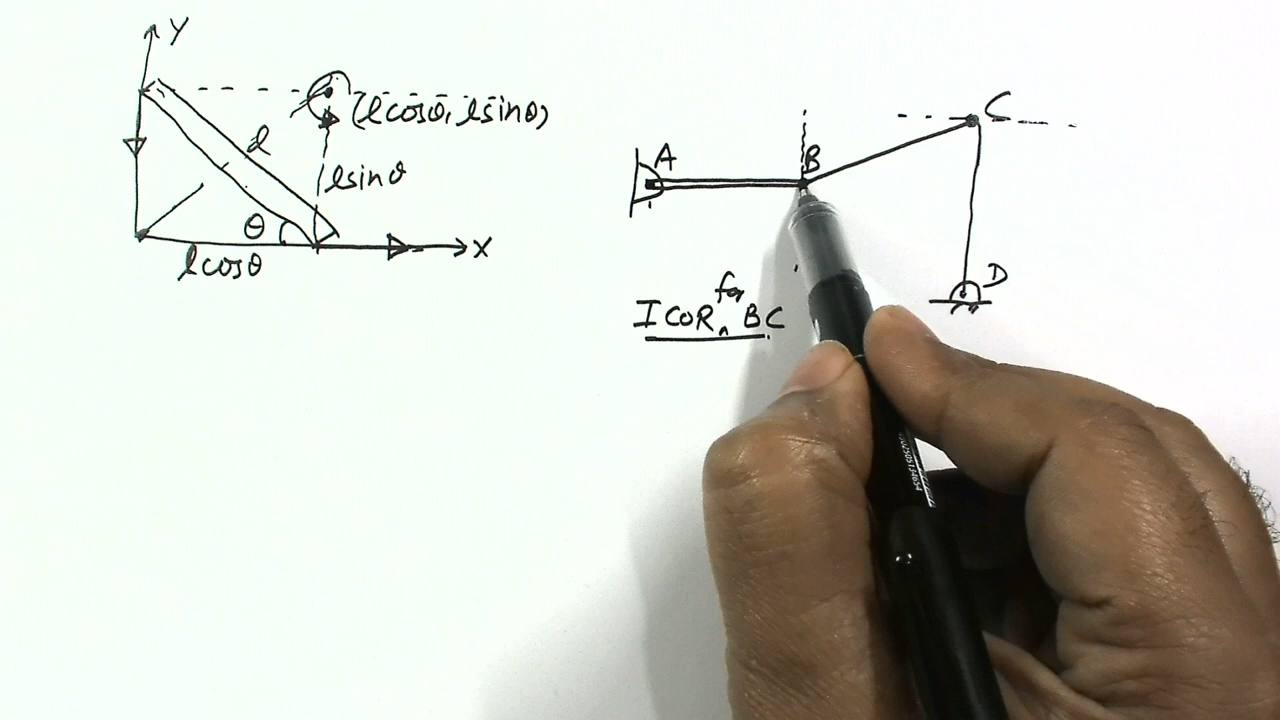 Y
(lcosθ, lsinθ)
l
lsinθ
θ
X
lcosθ
A
B
C
D
ICOR for BC